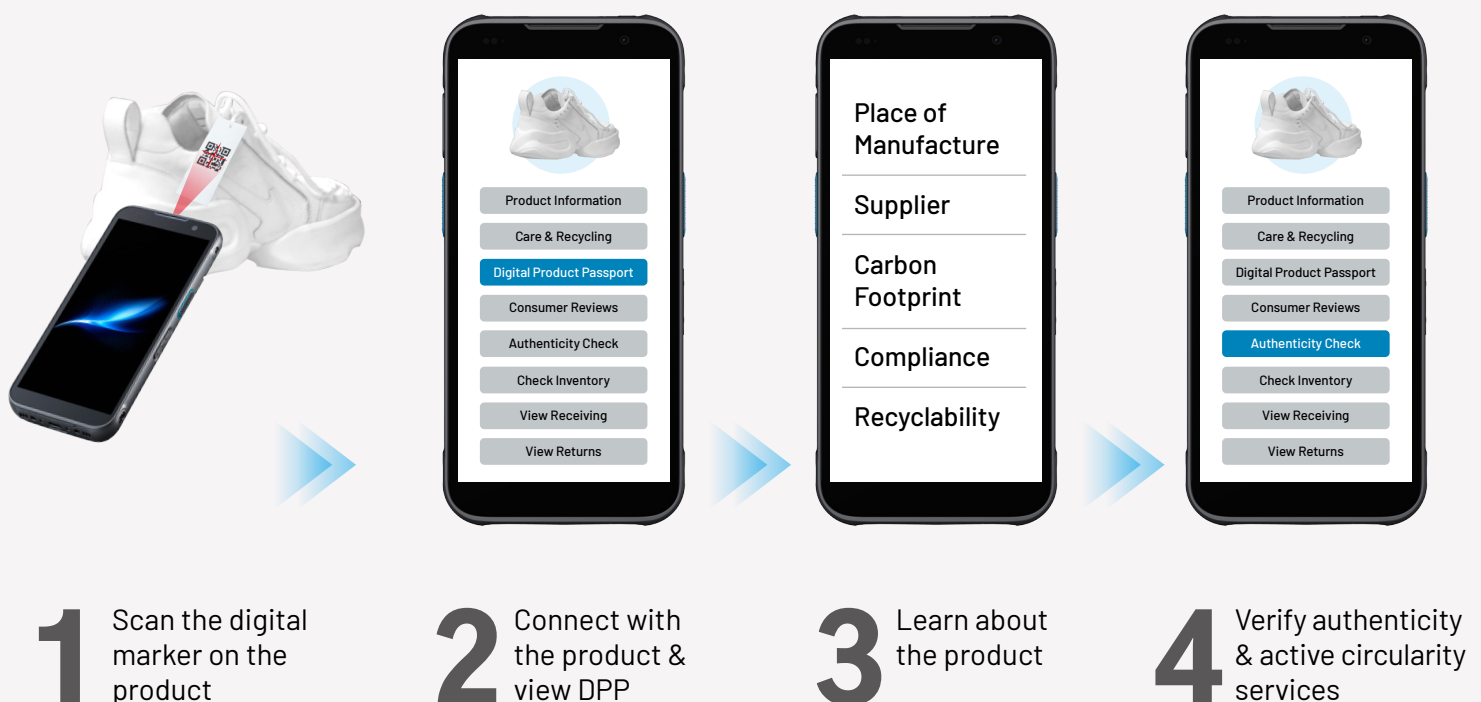 Product Information
Care & Recycling
Digital Product Passport
Consumer Reviews
Authenticity Check
Check Inventory
View Receiving
View Returns
Place of
Manufacture
Supplier
Carbon
Footprint
Compliance
Recyclability
Product Information
Care & Recycling
Digital Product Passport
Consumer Reviews
Authenticity Check
Check Inventory
View Receiving
View Returns
1
Scan the digital
marker on the
product
2
Connect with
the product &
view DPP
3
Learn about
the product
4
Verify authenticity
& active circularity
services